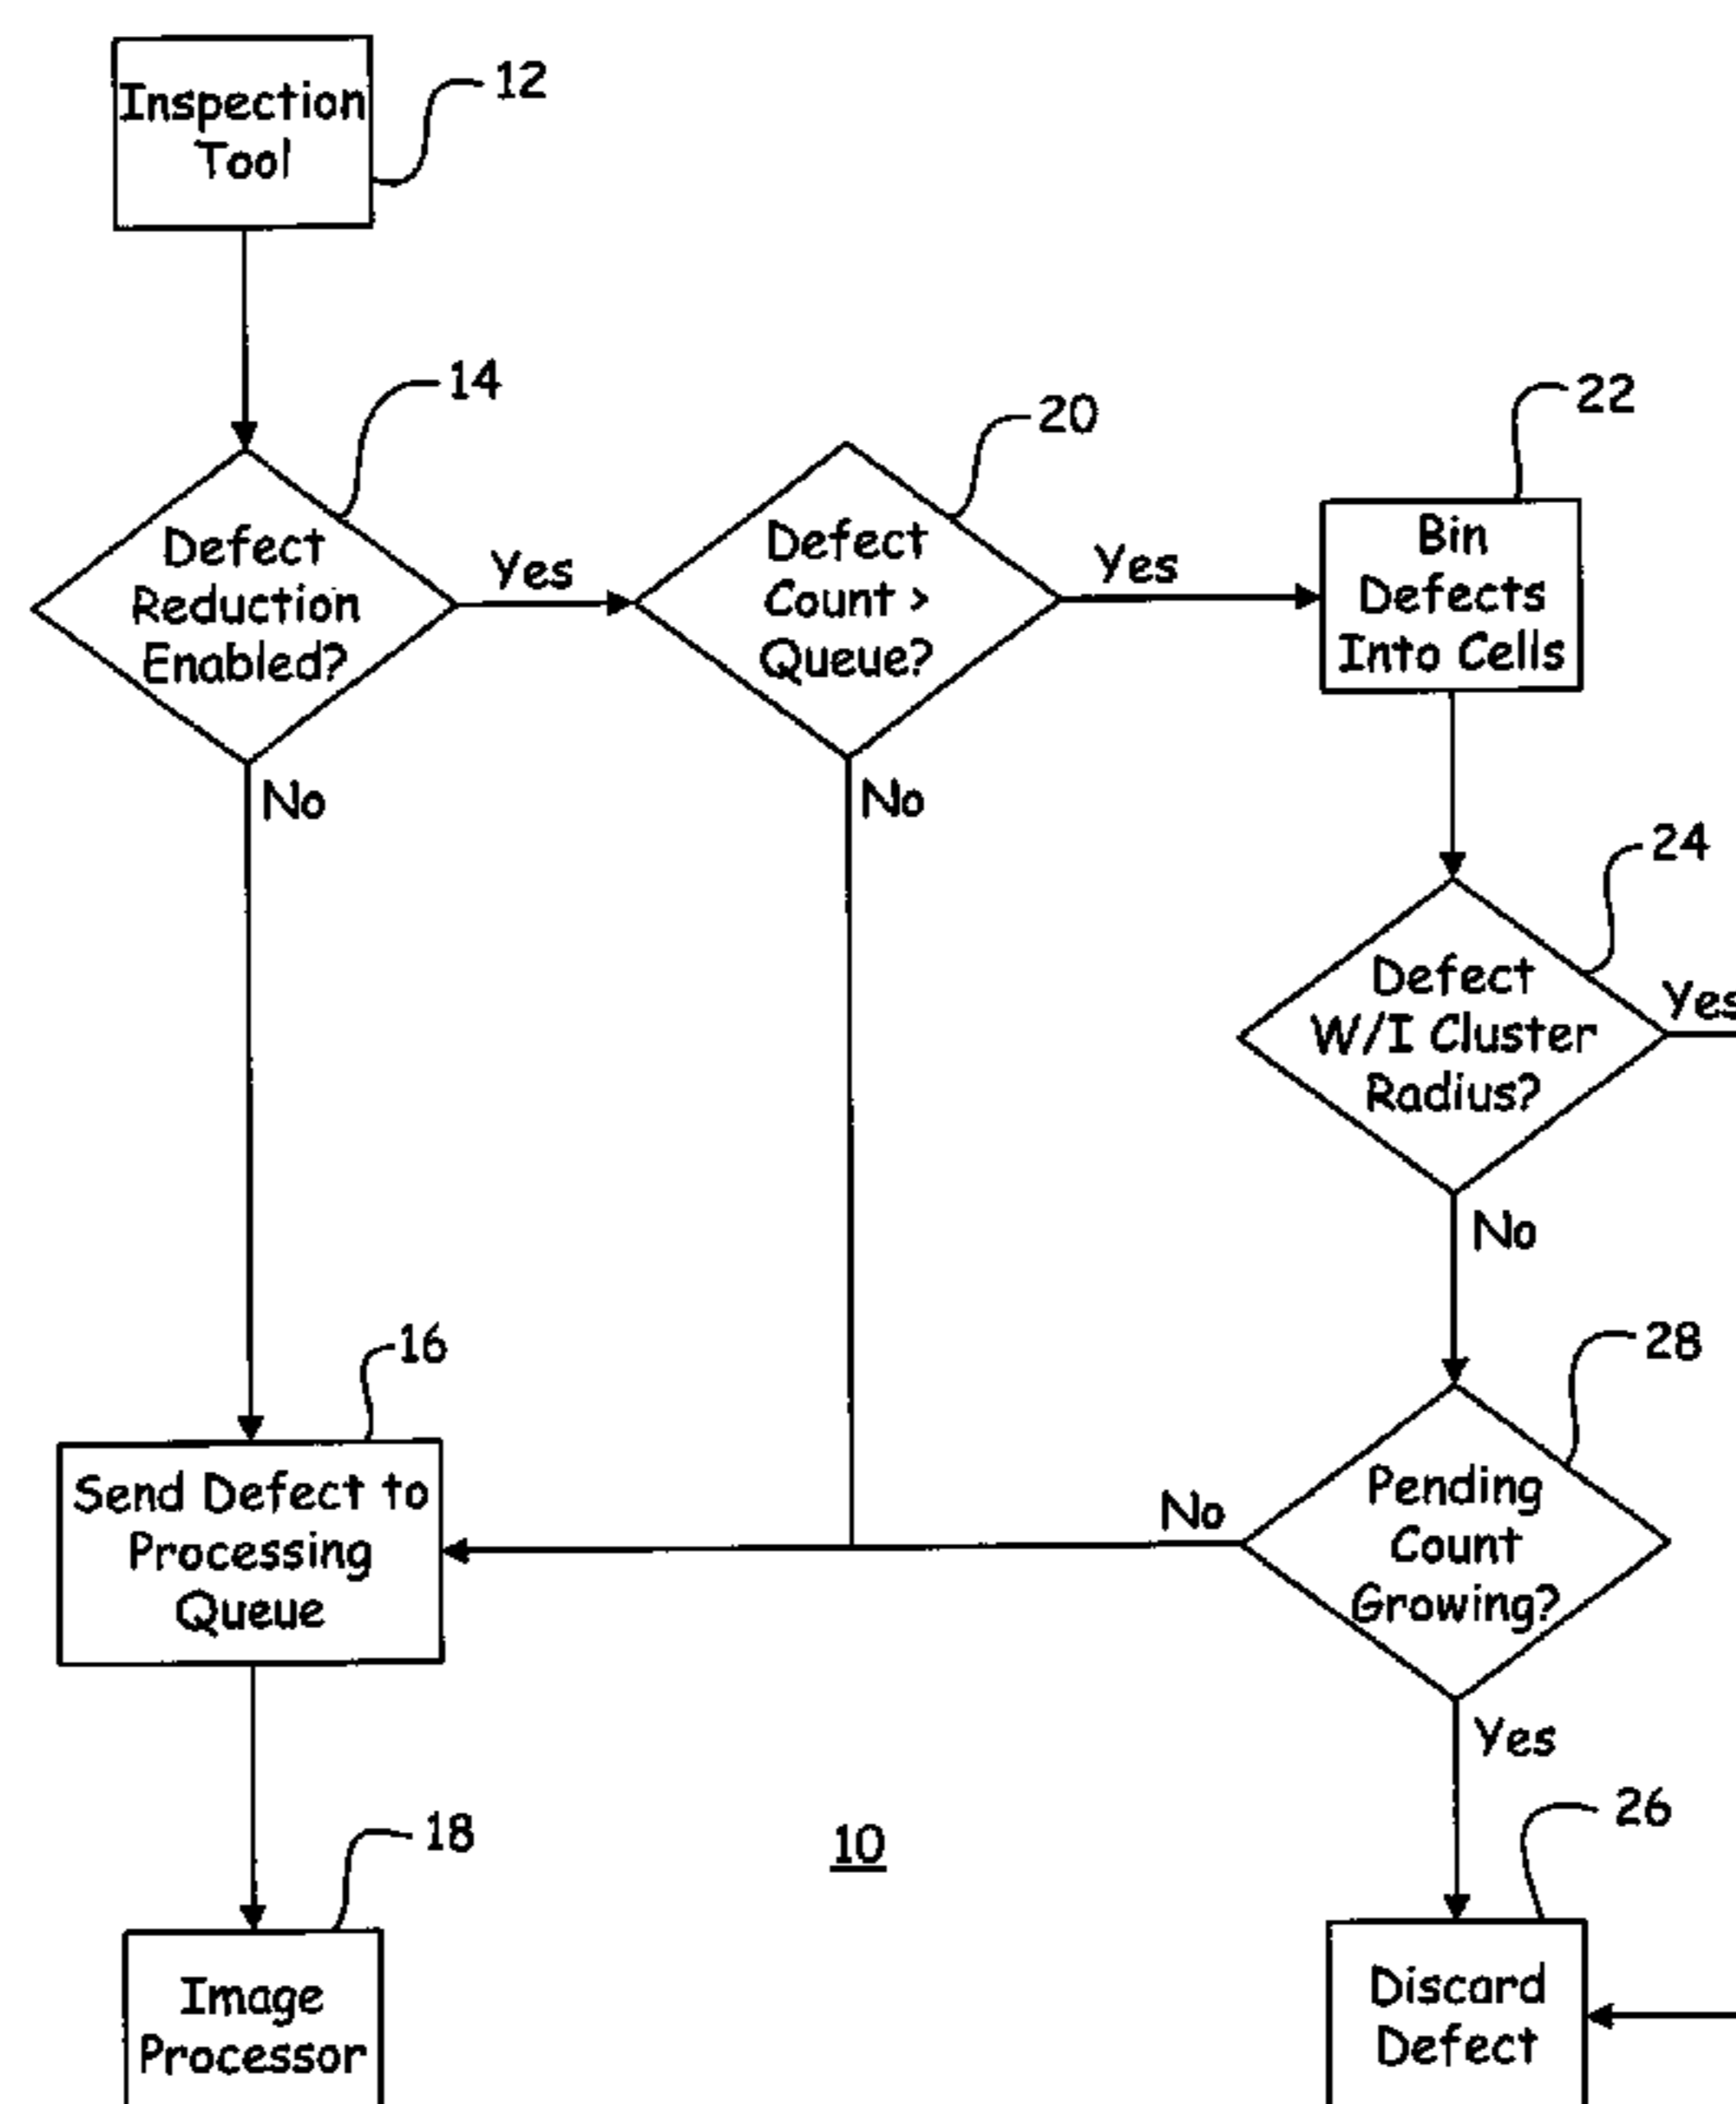 Inspection
Tool
12
14
Defect
Reduction
Enabled?
Yes
No
20
Defect
Count >
Queue?
Yes
No
22
Bin
Defects
Into Cells
24
Defect
W/I Cluster
Radius?
Yes
No
16
Send Defect to
Processing
Queue
28
Pending
Count
Growing?
No
Yes
18
Image
Processor
10
26
Discard
Defect